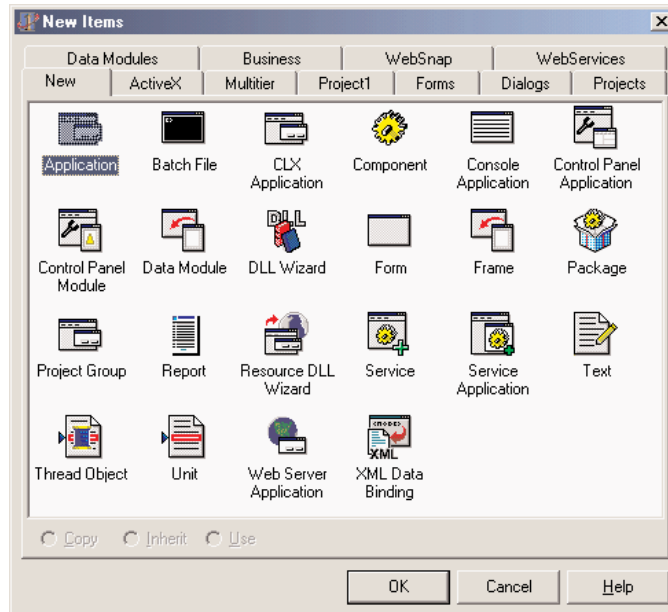 New Items
Data Modules Business WebSnap WebServices
New ActiveX Multitier Project1 Forms Dialogs Projects
Application Batch File CLX Application Component Console Application Control Panel Application
Control Panel Module Data Module DLL DLL Wizard Form Frame Package
Project Group Report Resource DLL Wizard Service Service Application Text
Thread Object Unit Web Server Application XML XML Data Binding
Copy Inherit Use
OK Cancel Help